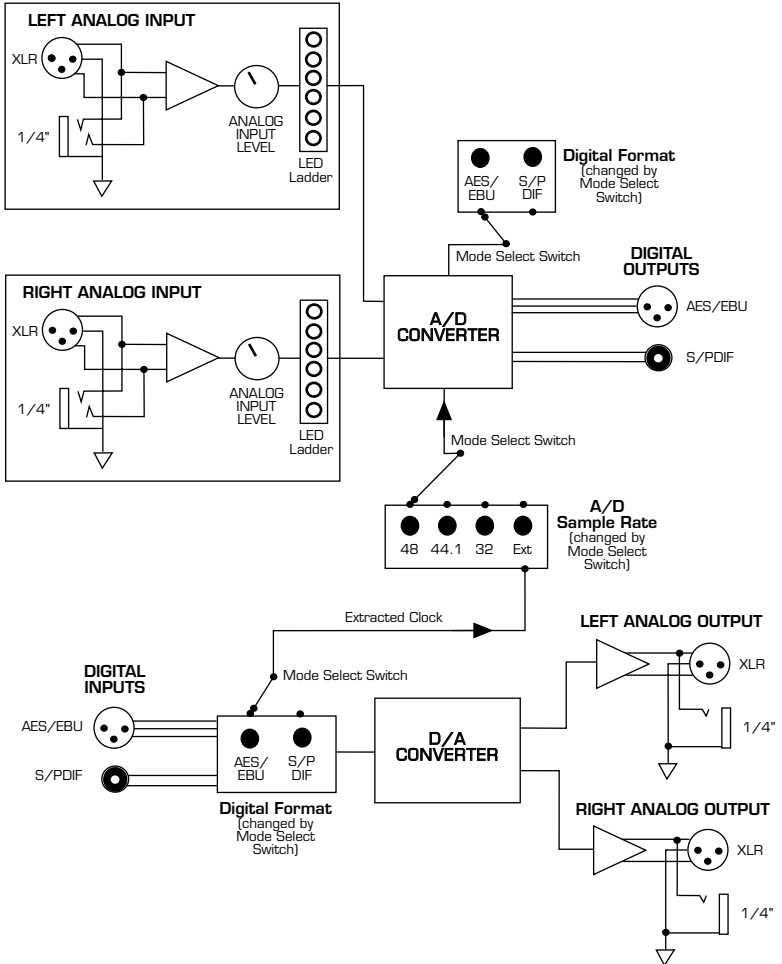 LEFT ANALOG INPUT
XLR
1/4"
ANALOG
INPUT
LEVEL
LED
Ladder
AES/
EBU
S/P
DIF
Digital Format
(changed by
Mode Select
Switch)
Mode Select Switch
RIGHT ANALOG INPUT
XLR
1/4"
ANALOG
INPUT
LEVEL
LED
Ladder
A/D
CONVERTER
DIGITAL
OUTPUTS
AES/EBU
S/PDIF
Mode Select Switch
48
44.1
32
Ext
A/D
Sample Rate
(changed by
Mode Select
Switch)
Extracted Clock
Mode Select Switch
DIGITAL
INPUTS
AES/EBU
S/PDIF
AES/
EBU
S/P
DIF
Digital Format
(changed by
Mode Select
Switch)
D/A
CONVERTER
LEFT ANALOG OUTPUT
XLR
1/4"
RIGHT ANALOG OUTPUT
XLR
1/4"